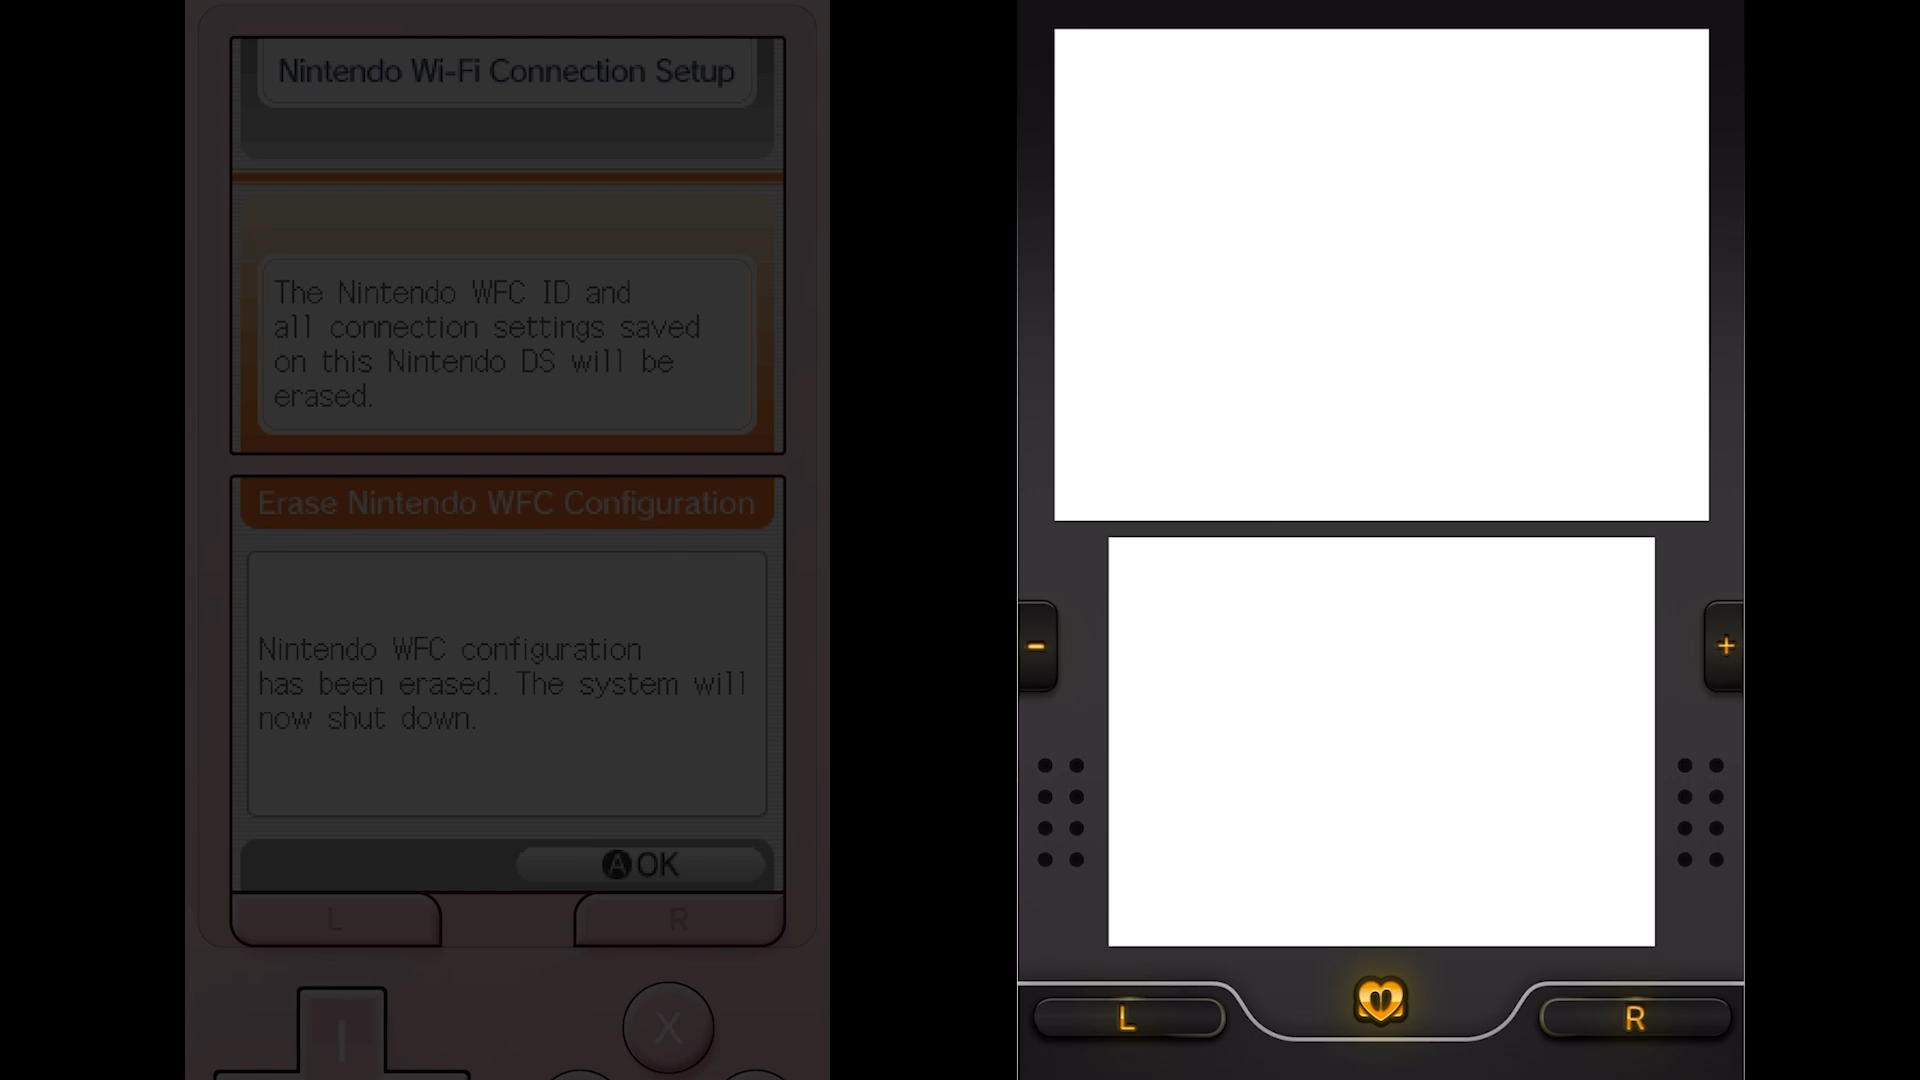 Nintendo Wi-Fi Connection Setup
The Nintendo WFC ID and
all connection settings saved
on this Nintendo DS will be
erased.
Erase Nintendo WFC Configuration
Nintendo WFC configuration
has been erased. The system will
now shut down.
A OK
L R
X
- +
L R